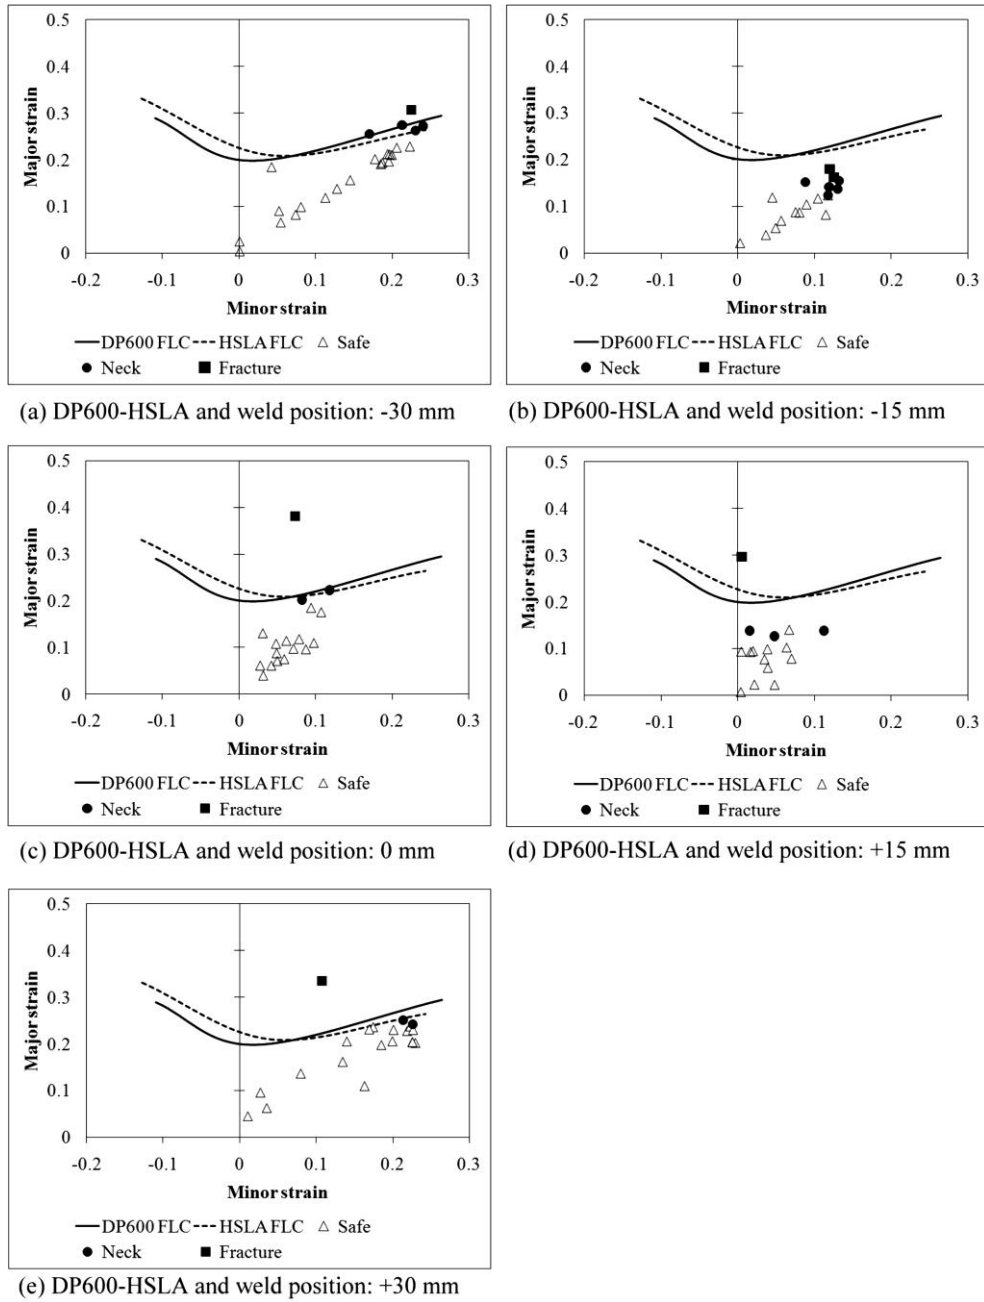 0.5
0.4
0.3
0.2
0.1
0
-0.2 -0.1 0 0.1 0.2 0.3
Major strain
Minor strain
DP600 FLC HSLA FLC Safe
Neck Fracture
(a) DP600-HSLA and weld position: -30 mm
0.5
0.4
0.3
0.2
0.1
0
-0.2 -0.1 0 0.1 0.2 0.3
Major strain
Minor strain
DP600 FLC HSLA FLC Safe
Neck Fracture
(b) DP600-HSLA and weld position: -15 mm
0.5
0.4
0.3
0.2
0.1
0
-0.2 -0.1 0 0.1 0.2 0.3
Major strain
Minor strain
DP600 FLC HSLA FLC Safe
Neck Fracture
(c) DP600-HSLA and weld position: 0 mm
0.5
0.4
0.3
0.2
0.1
0
-0.2 -0.1 0 0.1 0.2 0.3
Major strain
Minor strain
DP600 FLC HSLA FLC Safe
Neck Fracture
(d) DP600-HSLA and weld position: +15 mm
0.5
0.4
0.3
0.2
0.1
0
-0.2 -0.1 0 0.1 0.2 0.3
Major strain
Minor strain
DP600 FLC HSLA FLC Safe
Neck Fracture
(e) DP600-HSLA and weld position: +30 mm